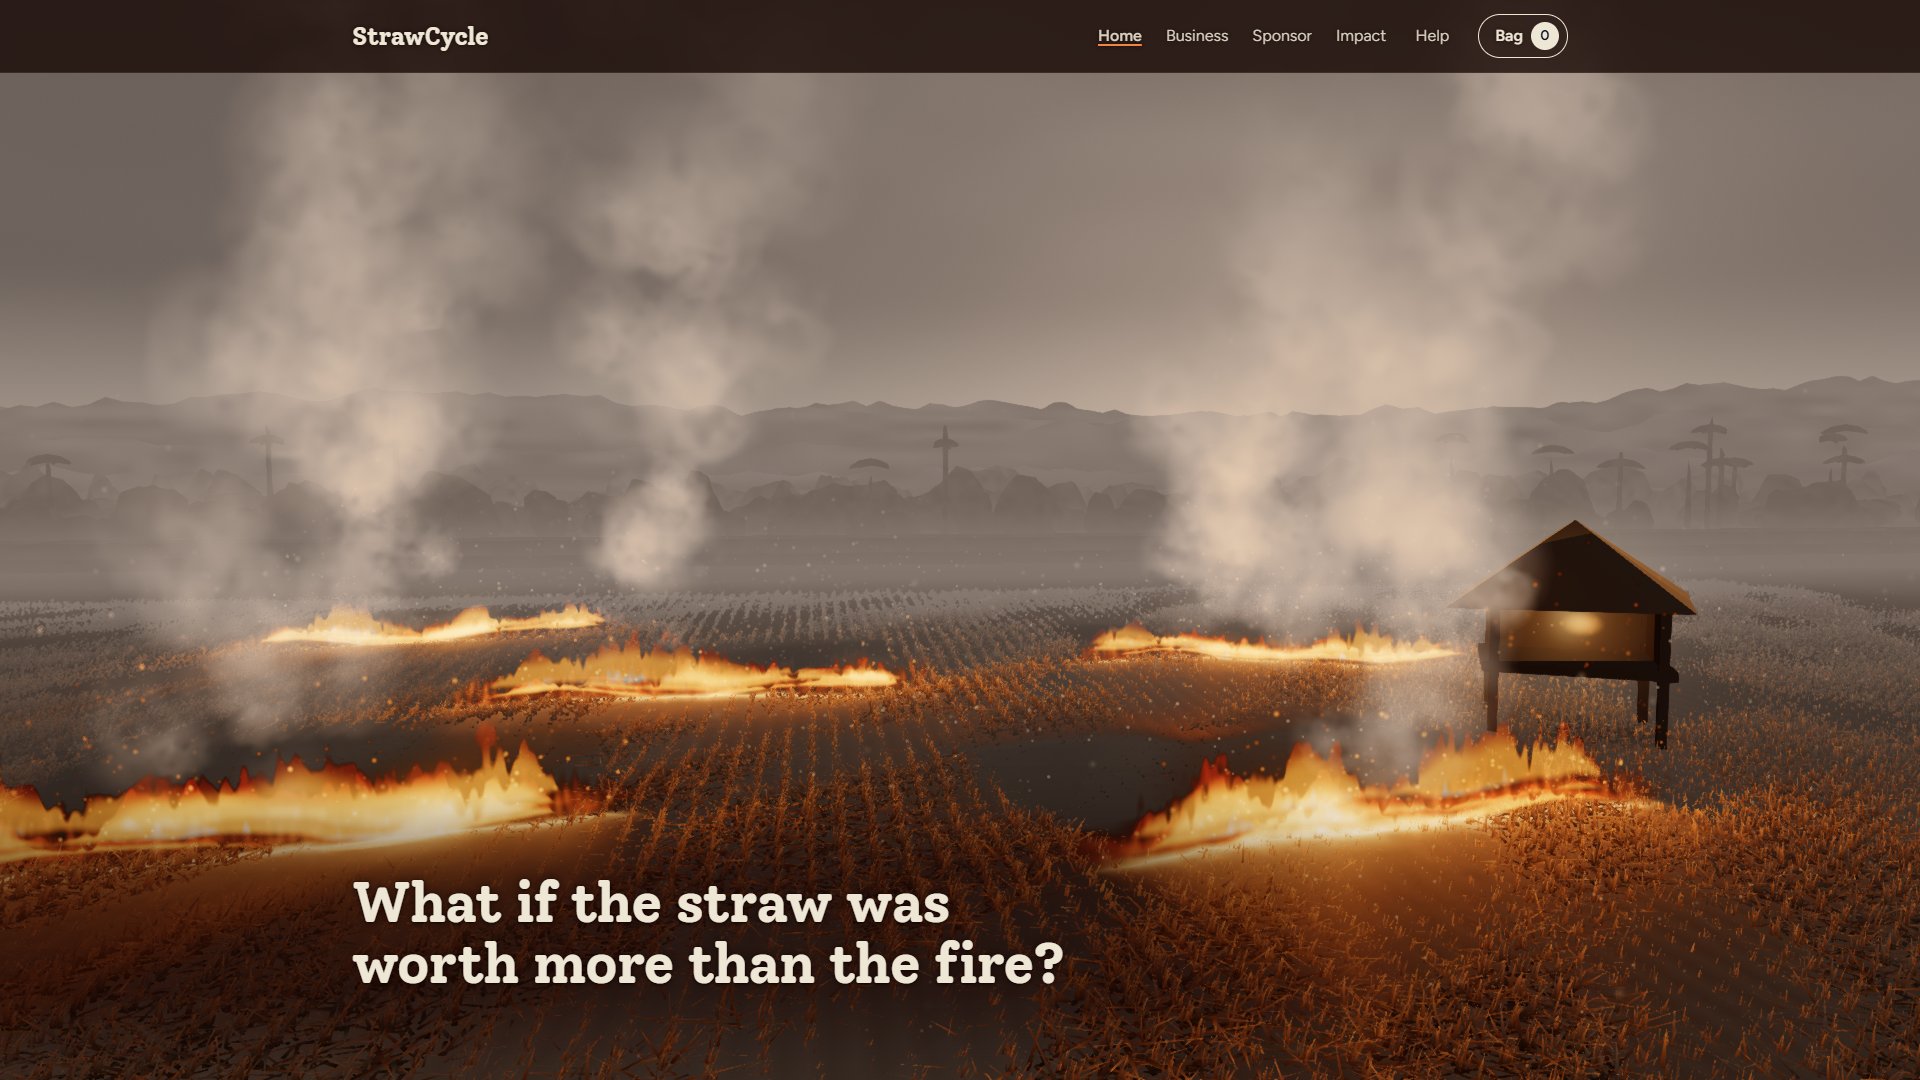 StrawCycle
Home Business Sponsor Impact Help Bag 0
What if the straw was
worth more than the fire?